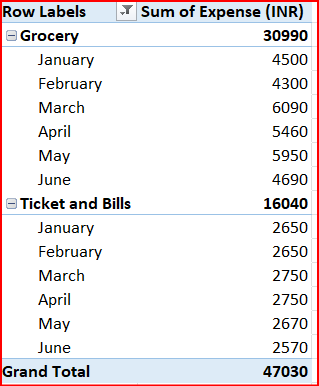 Row Labels Sum of Expense (INR)
Grocery 30990
January 4500
February 4300
March 6090
April 5460
May 5950
June 4690
Ticket and Bills 16040
January 2650
February 2650
March 2750
April 2750
May 2670
June 2570
Grand Total 47030